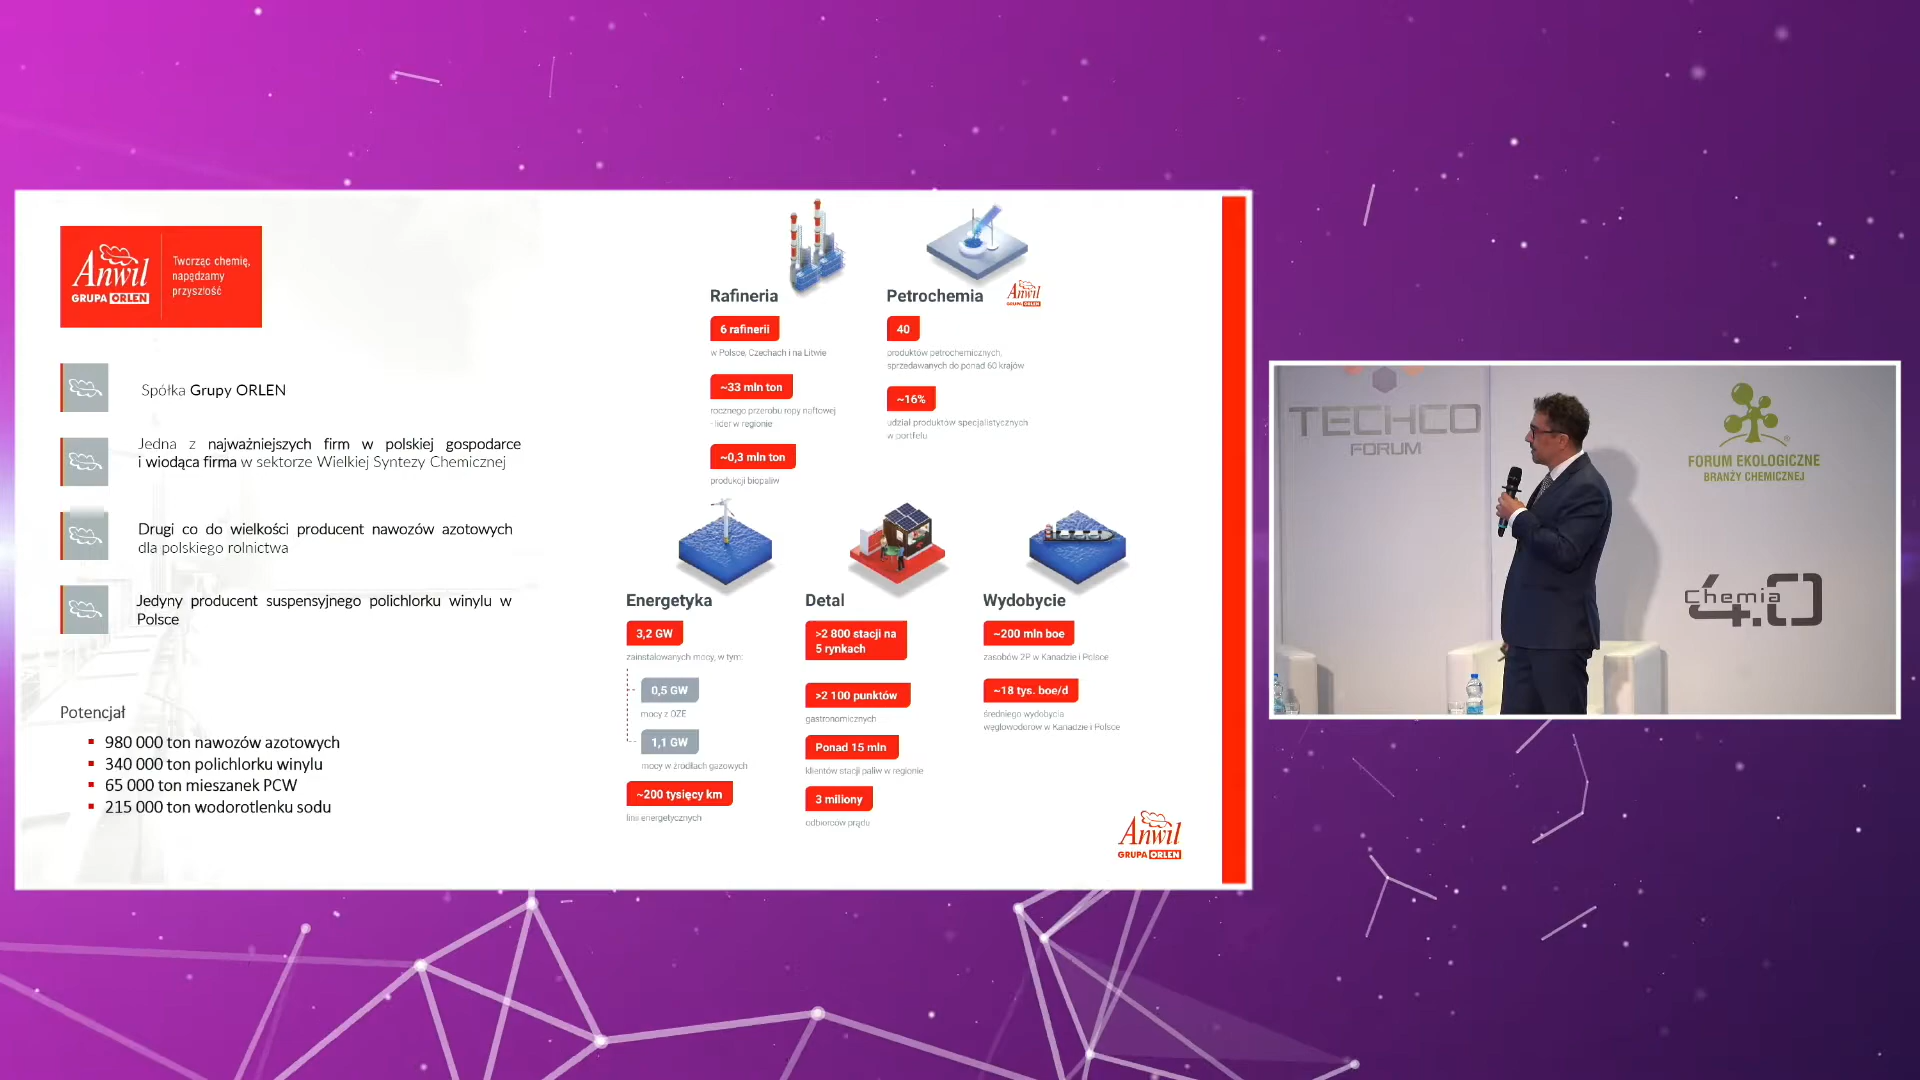 Anwil
GRUPA ORLEN
Tworząc chemię,
napędzamy
przyszłość
Spółka Grupy ORLEN
Jedna z najważniejszych firm w polskiej gospodarce
i wiodąca firma w sektorze Wielkiej Syntezy Chemicznej
Drugi co do wielkości producent nawozów azotowych
dla polskiego rolnictwa
Jedyny producent suspensyjnego polichlorku winylu w
Polsce
Potencjał
980 000 ton nawozów azotowych
340 000 ton polichlorku winylu
65 000 ton mieszanek PCW
215 000 ton wodorotlenku sodu
Rafineria
6 rafinerii
w Polsce, Czechach i na Litwie
~33 mln ton
rocznego przerobu ropy naftowej
- lider w regionie
~0,3 mln ton
produkcji biopaliw
Petrochemia
Anwil
GRUPA ORLEN
40
produktów petrochemicznych,
sprzedawanych do ponad 60 krajów
~16%
udział produktów specjalistycznych
w portfelu
Energetyka
3,2 GW
zainstalowanych mocy, w tym:
0,5 GW
mocy z OZE
1,1 GW
mocy w źródłach gazowych
~200 tysięcy km
linii energetycznych
Detal
>2 800 stacji na
5 rynkach
>2 100 punktów
gastronomicznych
Ponad 15 mln
klientów stacji paliw w regionie
3 miliony
odbiorców prądu
Wydobycie
~200 mln boe
zasobów 2P w Kanadzie i Polsce
~18 tys. boe/d
średniego wydobycia
węglowodorów w Kanadzie i Polsce
Anwil
GRUPA ORLEN
TECHCO
FORUM
FORUM EKOLOGICZNE
BRANŻY CHEMICZNEJ
Chemia
4.0